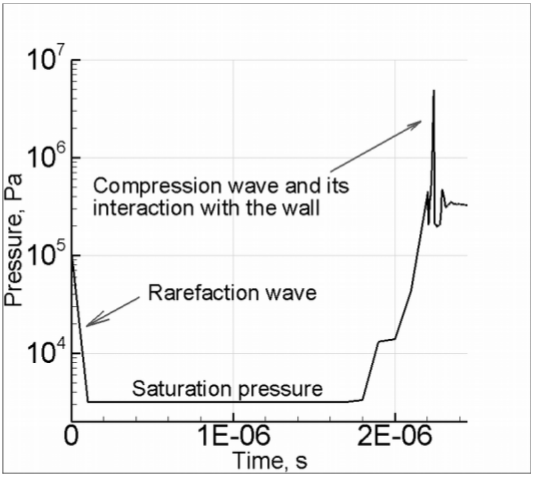 10⁷
10⁶
Compression wave and its
interaction with the wall
Pressure, Pa
10⁵
Rarefaction wave
10⁴
Saturation pressure
0 1E-06 2E-06
Time, s